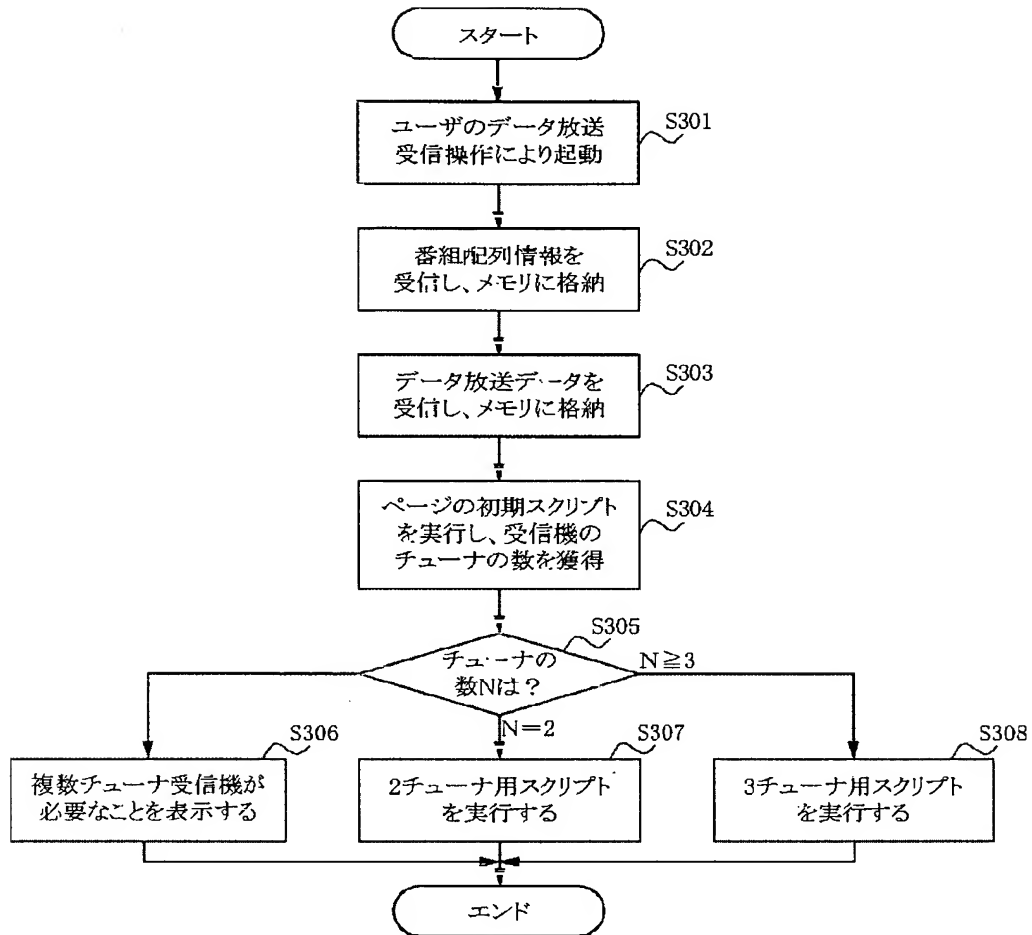 スタート
ユーザのデータ放送
受信操作により起動
S301
番組配列情報を
受信し、メモリに格納
S302
データ放送データを
受信し、メモリに格納
S303
ページの初期スクリプト
を実行し、受信機の
チューナの数を獲得
S304
S305
チューナの
数Nは?
N≧3
N=2
S306
複数チューナ受信機が
必要なことを表示する
S307
2チューナ用スクリプト
を実行する
S308
3チューナ用スクリプト
を実行する
エンド